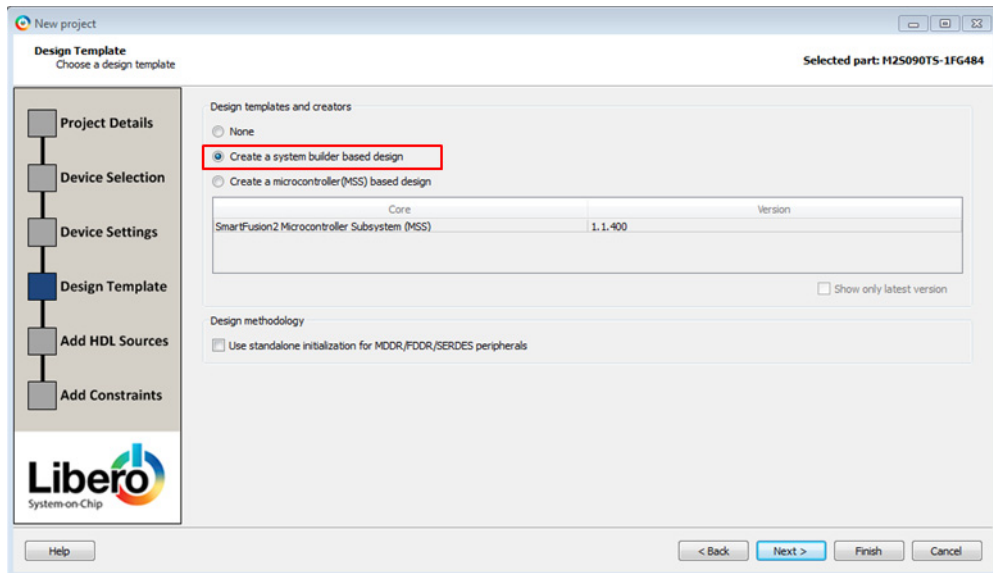 New project
Design Template
Choose a design template
Selected part: M2S090TS-1FG484
Project Details
Device Selection
Device Settings
Design Template
Add HDL Sources
Add Constraints
Libero
System-on-Chip
Design templates and creators
None
Create a system builder based design
Create a microcontroller(MSS) based design
Core Version
SmartFusion2 Microcontroller Subsystem (MSS) 1.1.400
Show only latest version
Design methodology
Use standalone initialization for MDDR/FDDR/SERDES peripherals
Help < Back Next > Finish Cancel